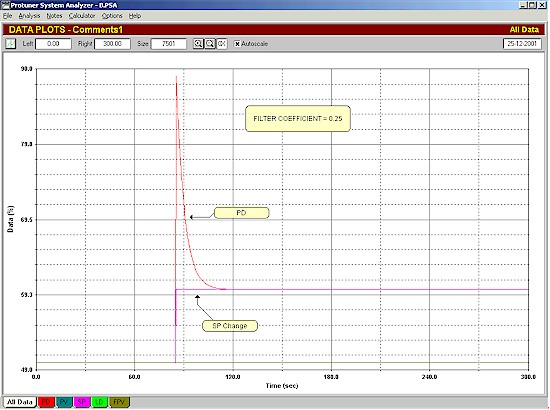 Protuner System Analyzer - B.PSA
File Analysis Notes Calculator Options Help
DATA PLOTS - Comments1 All Data
Left 0.00 Right 300.00 Size 7501 Autoscale 25-12-2001
90.0
FILTER COEFFICIENT = 0.25
79.8
PD
69.5
Data (%)
59.3
SP Change
49.0
0.0 60.0 120.0 180.0 240.0 300.0
Time (sec)
All Data PD PV SP LD FPV